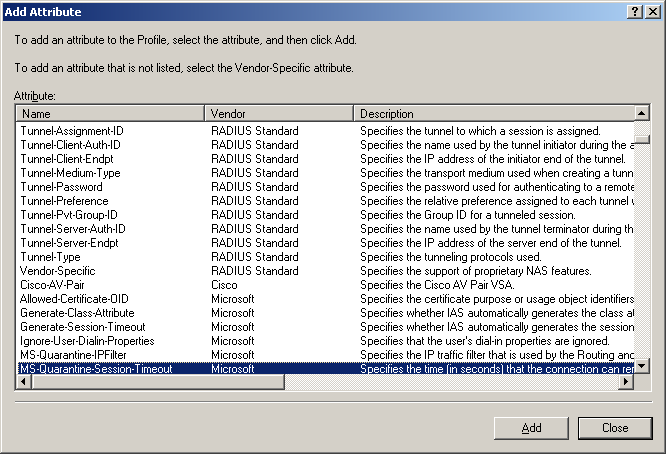 Add Attribute
To add an attribute to the Profile, select the attribute, and then click Add.
To add an attribute that is not listed, select the Vendor-Specific attribute.
Attribute:
Name Vendor Description
Tunnel-Assignment-ID RADIUS Standard Specifies the tunnel to which a session is assigned.
Tunnel-Client-Auth-ID RADIUS Standard Specifies the name used by the tunnel initiator during the a
Tunnel-Client-Endpt RADIUS Standard Specifies the IP address of the initiator end of the tunnel.
Tunnel-Medium-Type RADIUS Standard Specifies the transport medium used when creating a tunn
Tunnel-Password RADIUS Standard Specifies the password used for authenticating to a remote
Tunnel-Preference RADIUS Standard Specifies the relative preference assigned to each tunnel
Tunnel-Pvt-Group-ID RADIUS Standard Specifies the Group ID for a tunneled session.
Tunnel-Server-Auth-ID RADIUS Standard Specifies the name used by the tunnel terminator during th
Tunnel-Server-Endpt RADIUS Standard Specifies the IP address of the server end of the tunnel.
Tunnel-Type RADIUS Standard Specifies the tunneling protocols used.
Vendor-Specific RADIUS Standard Specifies the support of proprietary NAS features.
Cisco-AV-Pair Cisco Specifies the Cisco AV Pair VSA.
Allowed-Certificate-OID Microsoft Specifies the certificate purpose or usage object identifiers
Generate-Class-Attribute Microsoft Specifies whether IAS automatically generates the class at
Generate-Session-Timeout Microsoft Specifies whether IAS automatically generates the session
Ignore-User-Dialin-Properties Microsoft Specifies that the user's dial-in properties are ignored.
MS-Quarantine-IPFilter Microsoft Specifies the IP traffic filter that is used by the Routing and
MS-Quarantine-Session-Timeout Microsoft Specifies the time (in seconds) that the connection can re
Add Close